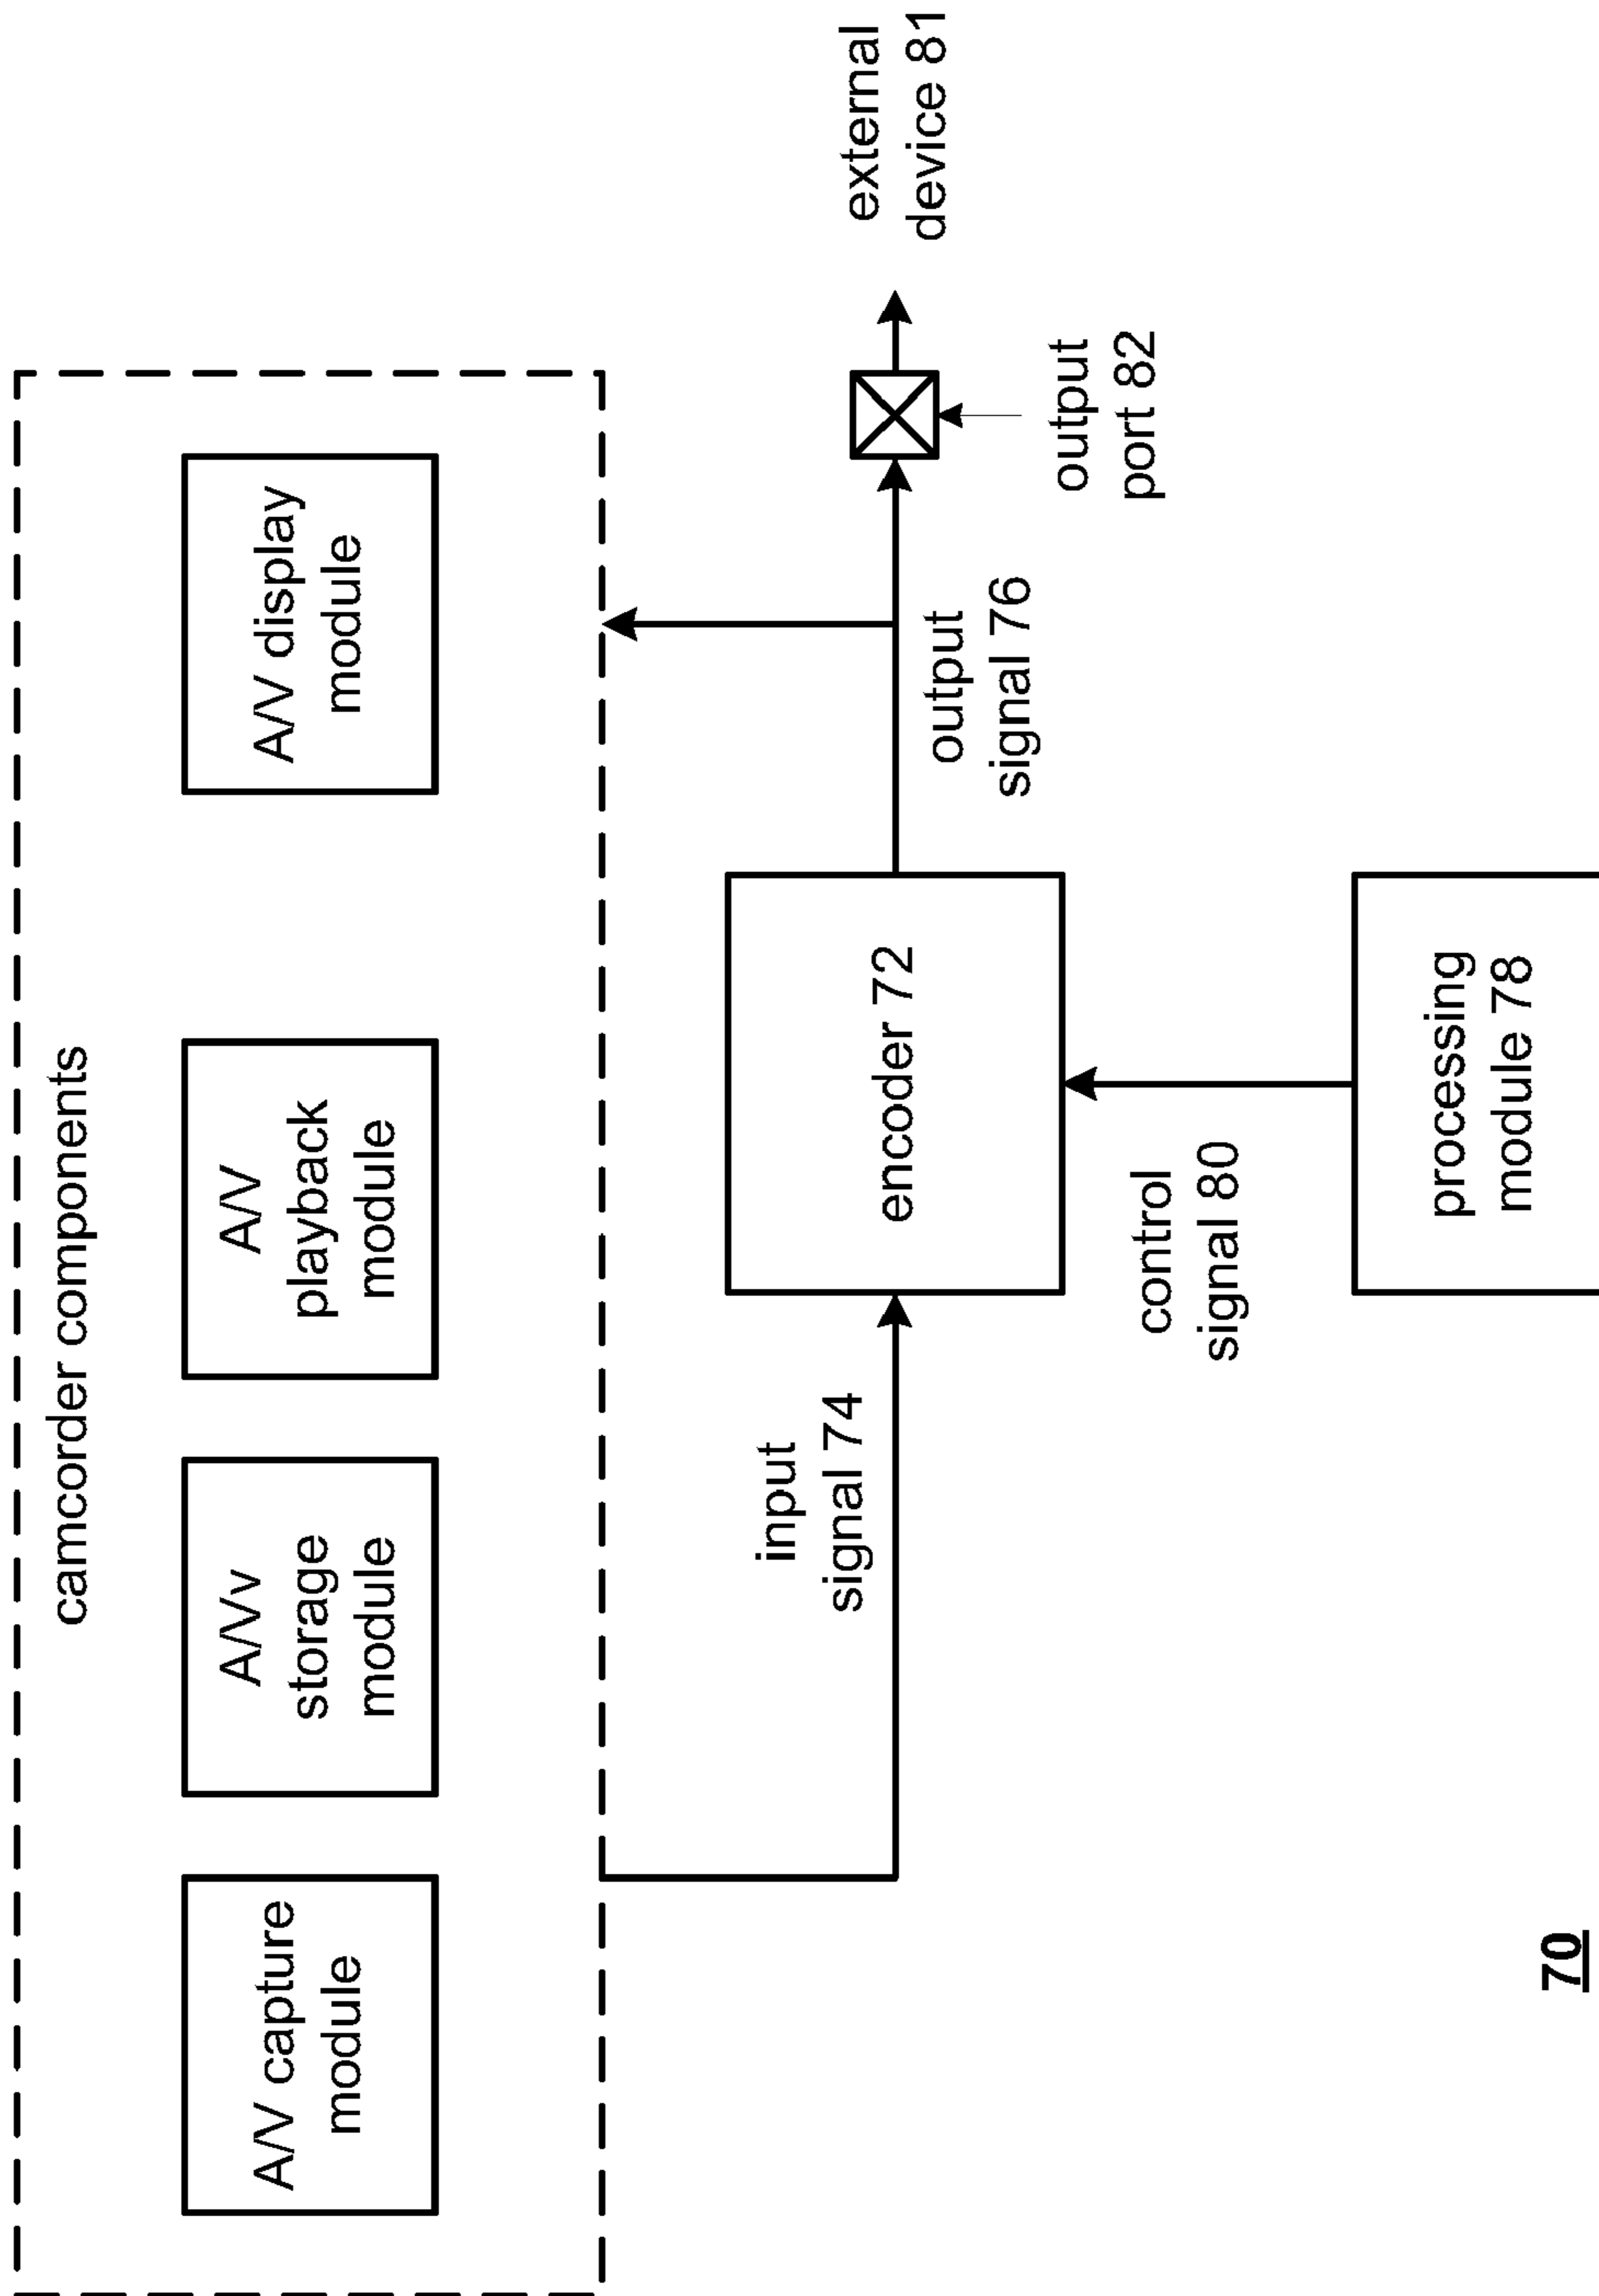 camcorder components
A/V capture
module
A/Vv
storage
module
A/V
playback
module
A/V display
module
input
signal 74
encoder 72
output
signal 76
external
device 81
output
port 82
control
signal 80
processing
module 78
70